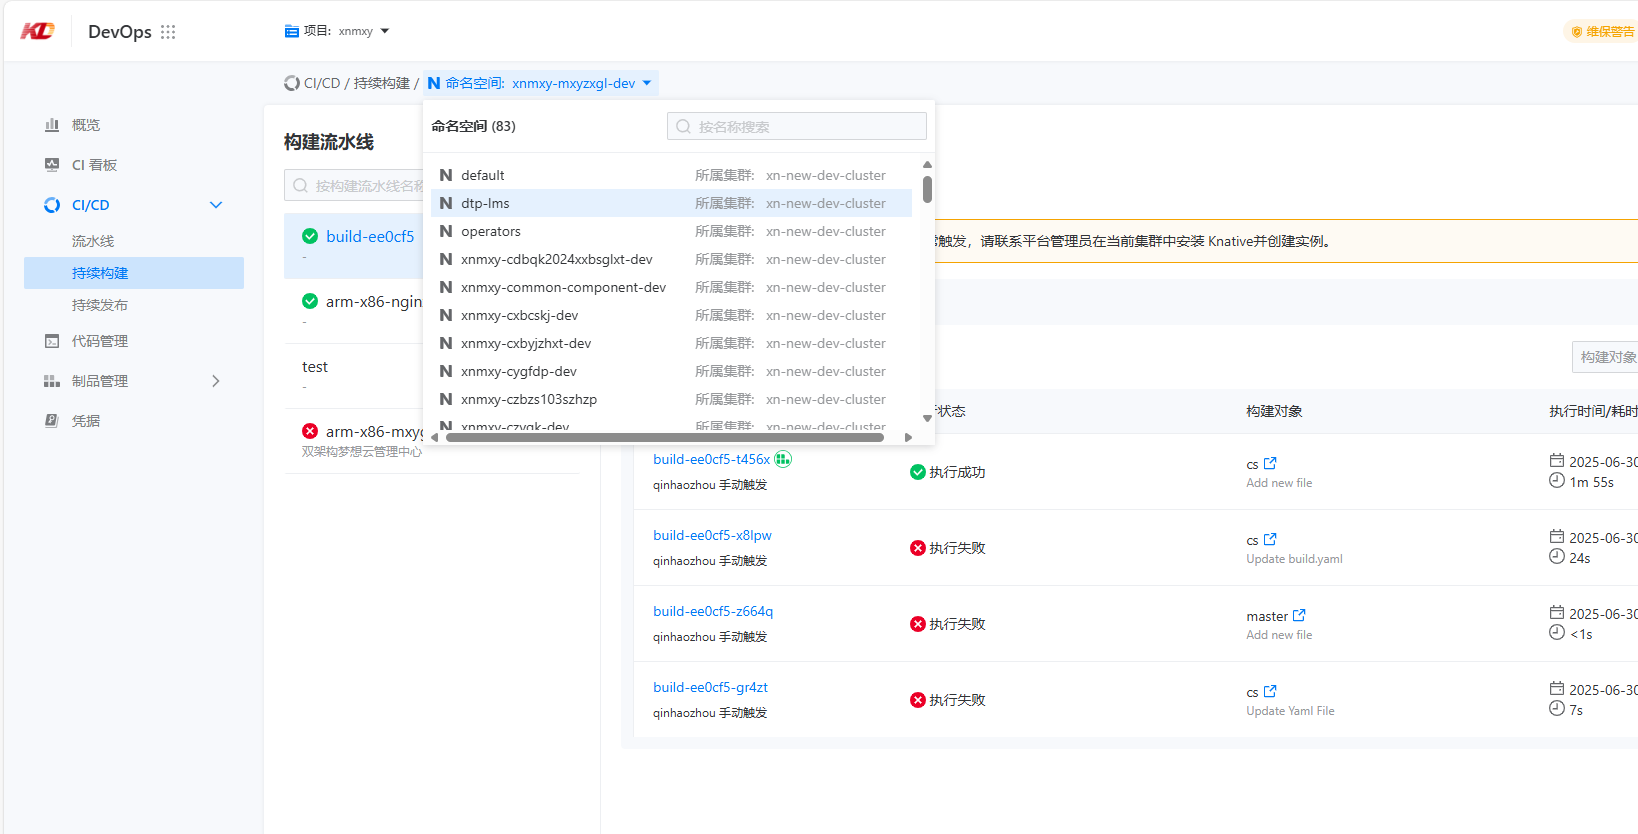 KD
DevOps
项目: xnmxy
维保警告
CI/CD / 持续构建 / N 命名空间: xnmxy-mxyzxgl-dev
概览
CI 看板
CI/CD
流水线
持续构建
持续发布
代码管理
制品管理
凭据
构建流水线
按构建流水线名称
build-ee0cf5
-
arm-x86-ngin
-
test
-
arm-x86-mxyg
双架构梦想云管理中心
命名空间 (83)
按名称搜索
N default 所属集群: xn-new-dev-cluster
N dtp-lms 所属集群: xn-new-dev-cluster
N operators 所属集群: xn-new-dev-cluster
N xnmxy-cdbqk2024xxbsglxt-dev 所属集群: xn-new-dev-cluster
N xnmxy-common-component-dev 所属集群: xn-new-dev-cluster
N xnmxy-cxbcskj-dev 所属集群: xn-new-dev-cluster
N xnmxy-cxbyjzhxt-dev 所属集群: xn-new-dev-cluster
N xnmxy-cygfdp-dev 所属集群: xn-new-dev-cluster
N xnmxy-czbzs103szhzp 所属集群: xn-new-dev-cluster
N xnmxy-czyqk-dev 所属集群: xn-new-dev-cluster
触发，请联系平台管理员在当前集群中安装 Knative并创建实例。
构建对象
状态 构建对象 执行时间/耗时
build-ee0cf5-t456x 执行成功 cs 2025-06-30
qinhaozhou 手动触发 Add new file 1m 55s
build-ee0cf5-x8lpw 执行失败 cs 2025-06-30
qinhaozhou 手动触发 Update build.yaml 24s
build-ee0cf5-z664q 执行失败 master 2025-06-30
qinhaozhou 手动触发 Add new file <1s
build-ee0cf5-gr4zt 执行失败 cs 2025-06-30
qinhaozhou 手动触发 Update Yaml File 7s